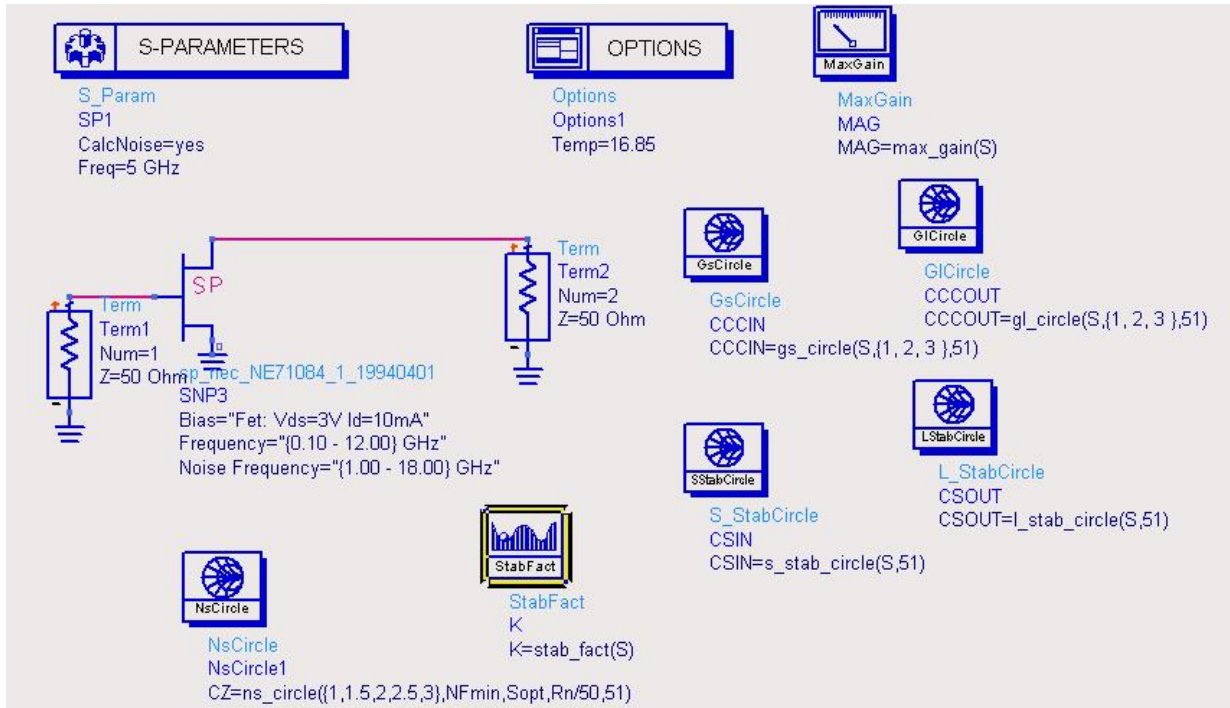 S-PARAMETERS
S_Param
SP1
CalcNoise=yes
Freq=5 GHz
OPTIONS
Options
Options1
Temp=16.85
MaxGain
MaxGain
MAG
MAG=max_gain(S)
SP
Term
Term1
Num=1
Z=50 Ohm
Term
Term2
Num=2
Z=50 Ohm
sp_nec_NE71084_1_19940401
SNP3
Bias="Fet: Vds=3V Id=10mA"
Frequency="{0.10 - 12.00} GHz"
Noise Frequency="{1.00 - 18.00} GHz"
GsCircle
GsCircle
CCCIN
CCCIN=gs_circle(S,{1, 2, 3 },51)
GlCircle
GlCircle
CCCOUT
CCCOUT=gl_circle(S,{1, 2, 3 },51)
SStabCircle
S_StabCircle
CSIN
CSIN=s_stab_circle(S,51)
LStabCircle
L_StabCircle
CSOUT
CSOUT=l_stab_circle(S,51)
StabFact
StabFact
K
K=stab_fact(S)
NsCircle
NsCircle
NsCircle1
CZ=ns_circle({1,1.5,2,2.5,3},NFmin,Sopt,Rn/50,51)